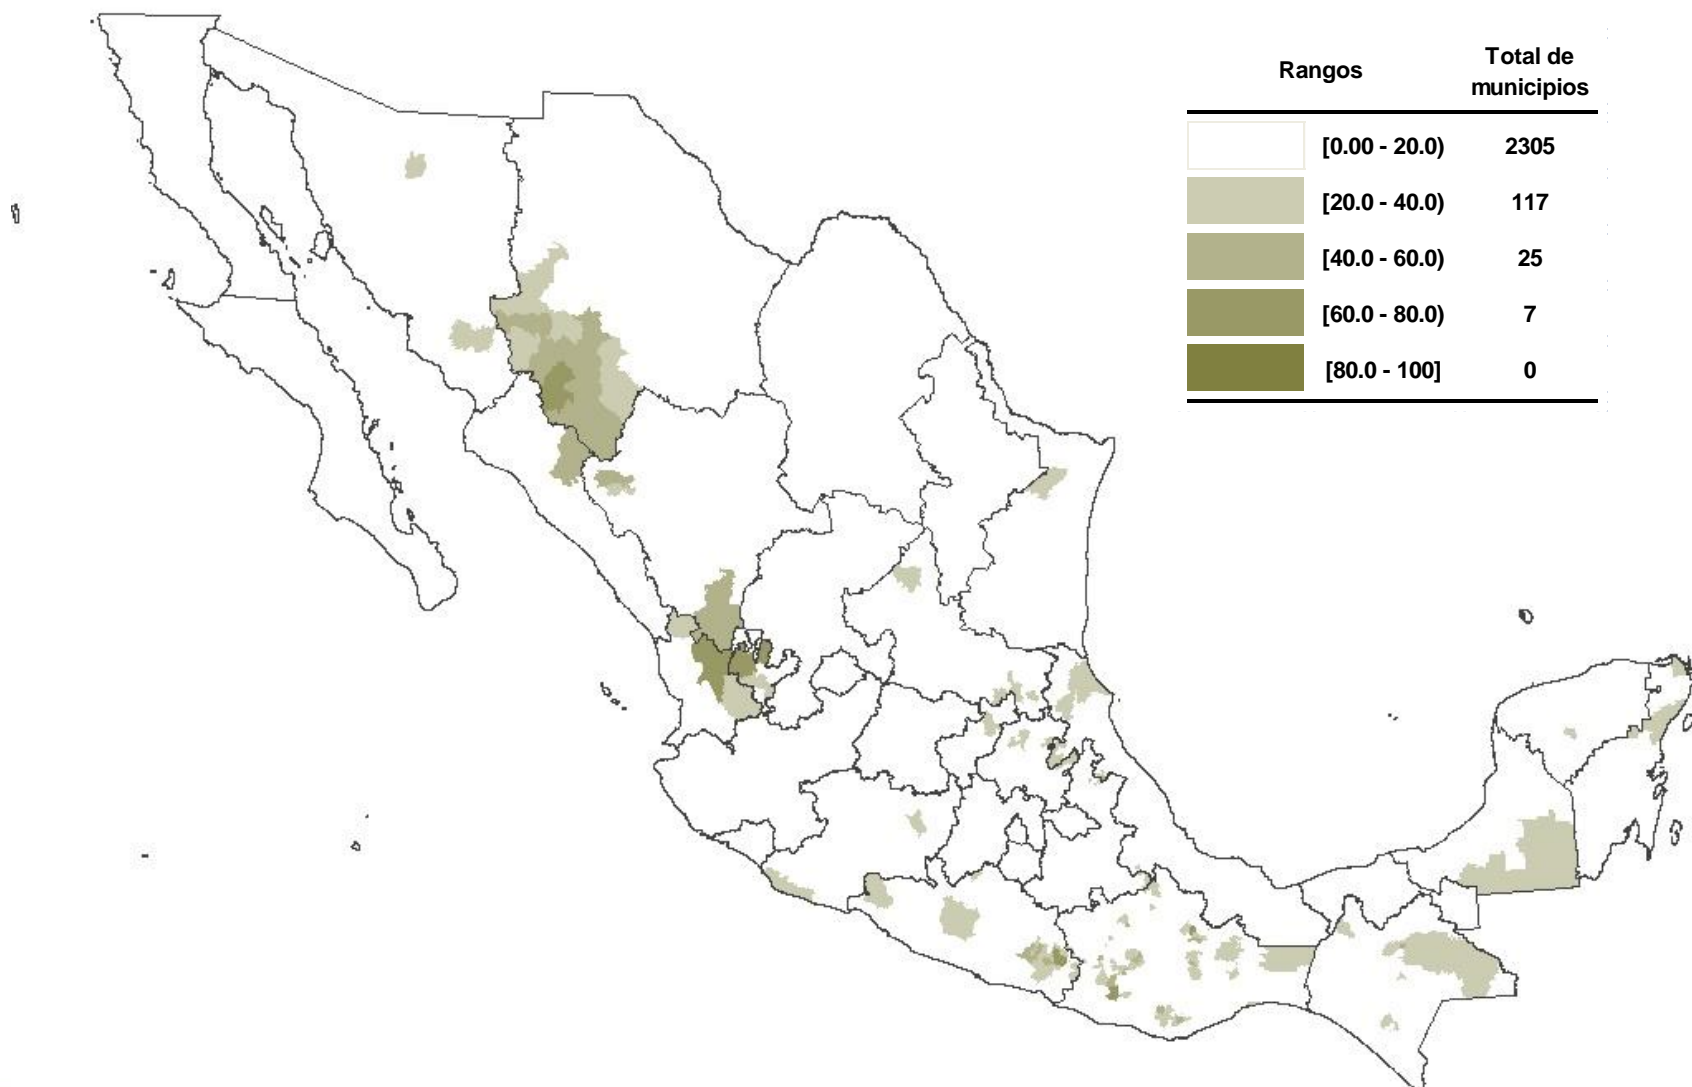 Rangos Total de
municipios
[0.00 - 20.0) 2305
[20.0 - 40.0) 117
[40.0 - 60.0) 25
[60.0 - 80.0) 7
[80.0 - 100] 0